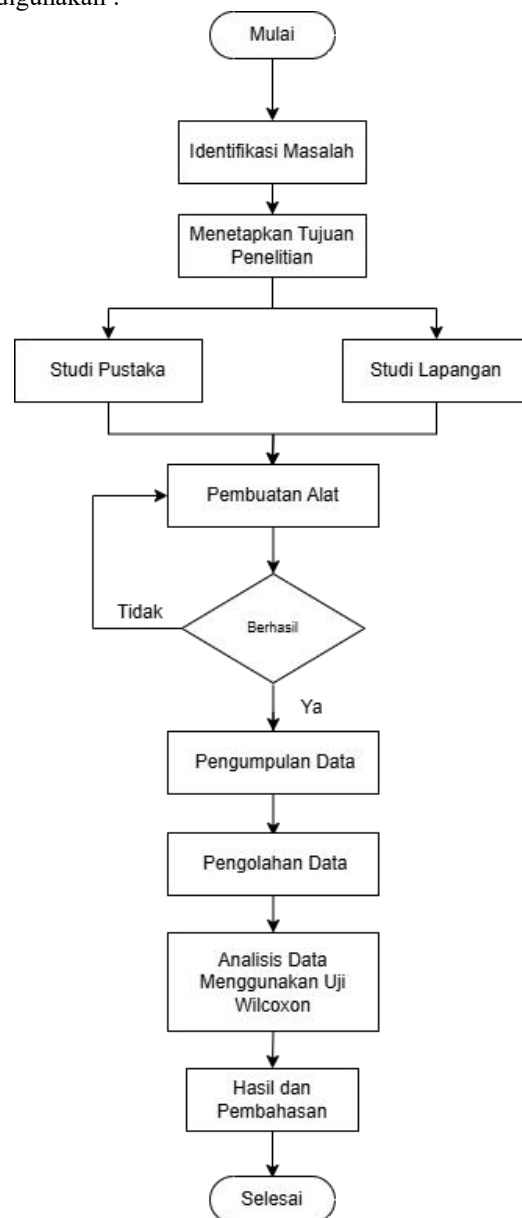 digunakan :
Mulai
Identifikasi Masalah
Menetapkan Tujuan
Penelitian
Studi Pustaka
Studi Lapangan
Pembuatan Alat
Tidak
Berhasil
Ya
Pengumpulan Data
Pengolahan Data
Analisis Data
Menggunakan Uji
Wilcoxon
Hasil dan
Pembahasan
Selesai